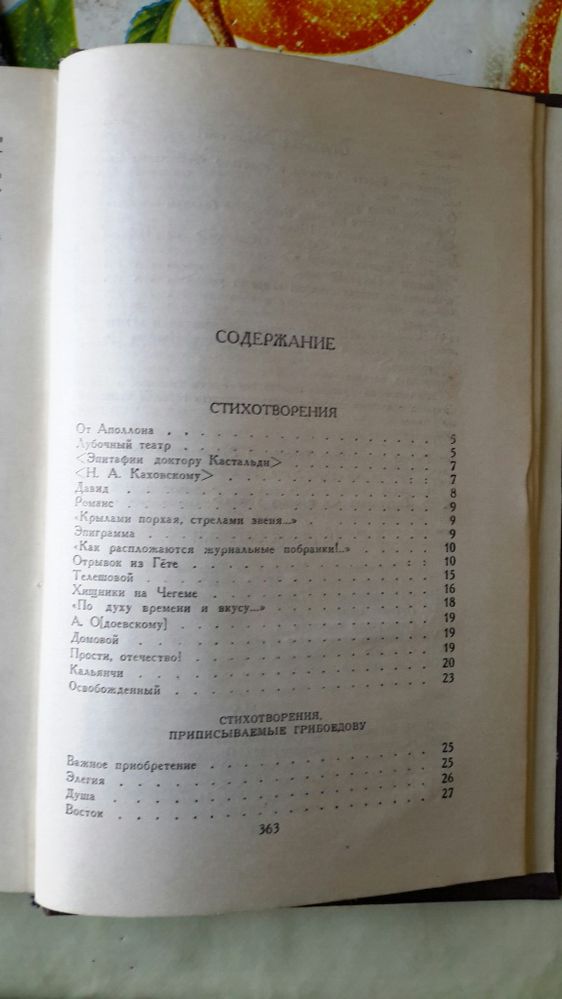 СОДЕРЖАНИЕ
СТИХОТВОРЕНИЯ
От Аполлона . . . . . . . . . . . . . . . 5
Лубочный театр . . . . . . . . . . . . . . 5
<Эпитафии доктору Кастальди> . . . . . . . . 7
<Н. А. Каховскому> . . . . . . . . . . . : : 7
Давид . . . . . . . . . . . . . . . . . . 8
Романс . . . . . . . . . . . . . . . . . . 9
«Крылами порхая, стрелами звеня...» . . . . . . 9
Эпиграмма . . . . . . . . . . . . . . . . 9
«Как распложаются журнальные побранки!..» . . . . . 10
Отрывок из Гёте . . . . . . . . . . . . : : 10
Телешовой . . . . . . . . . . . . . . . . 15
Хищники на Чегеме . . . . . . . . . . . . . 16
«По духу времени и вкусу...» . . . . . . . . . 18
А. О[доевскому] . . . . . . . . . . . . . . 19
Домовой . . . . . . . . . . . . . . . . . 19
Прости, отечество! . . . . . . . . . . . . . 19
Кальянчи . . . . . . . . . . . . . . . . . 20
Освобожденный . . . . . . . . . . . . . . . 23
СТИХОТВОРЕНИЯ,
ПРИПИСЫВАЕМЫЕ ГРИБОЕДОВУ
Важное приобретение . . . . . . . . . . . . . 25
Элегия . . . . . . . . . . . . . . . . . . 25
Душа . . . . . . . . . . . . . . . . . . . 26
Восток . . . . . . . . . . . . . . . . . . 27
363